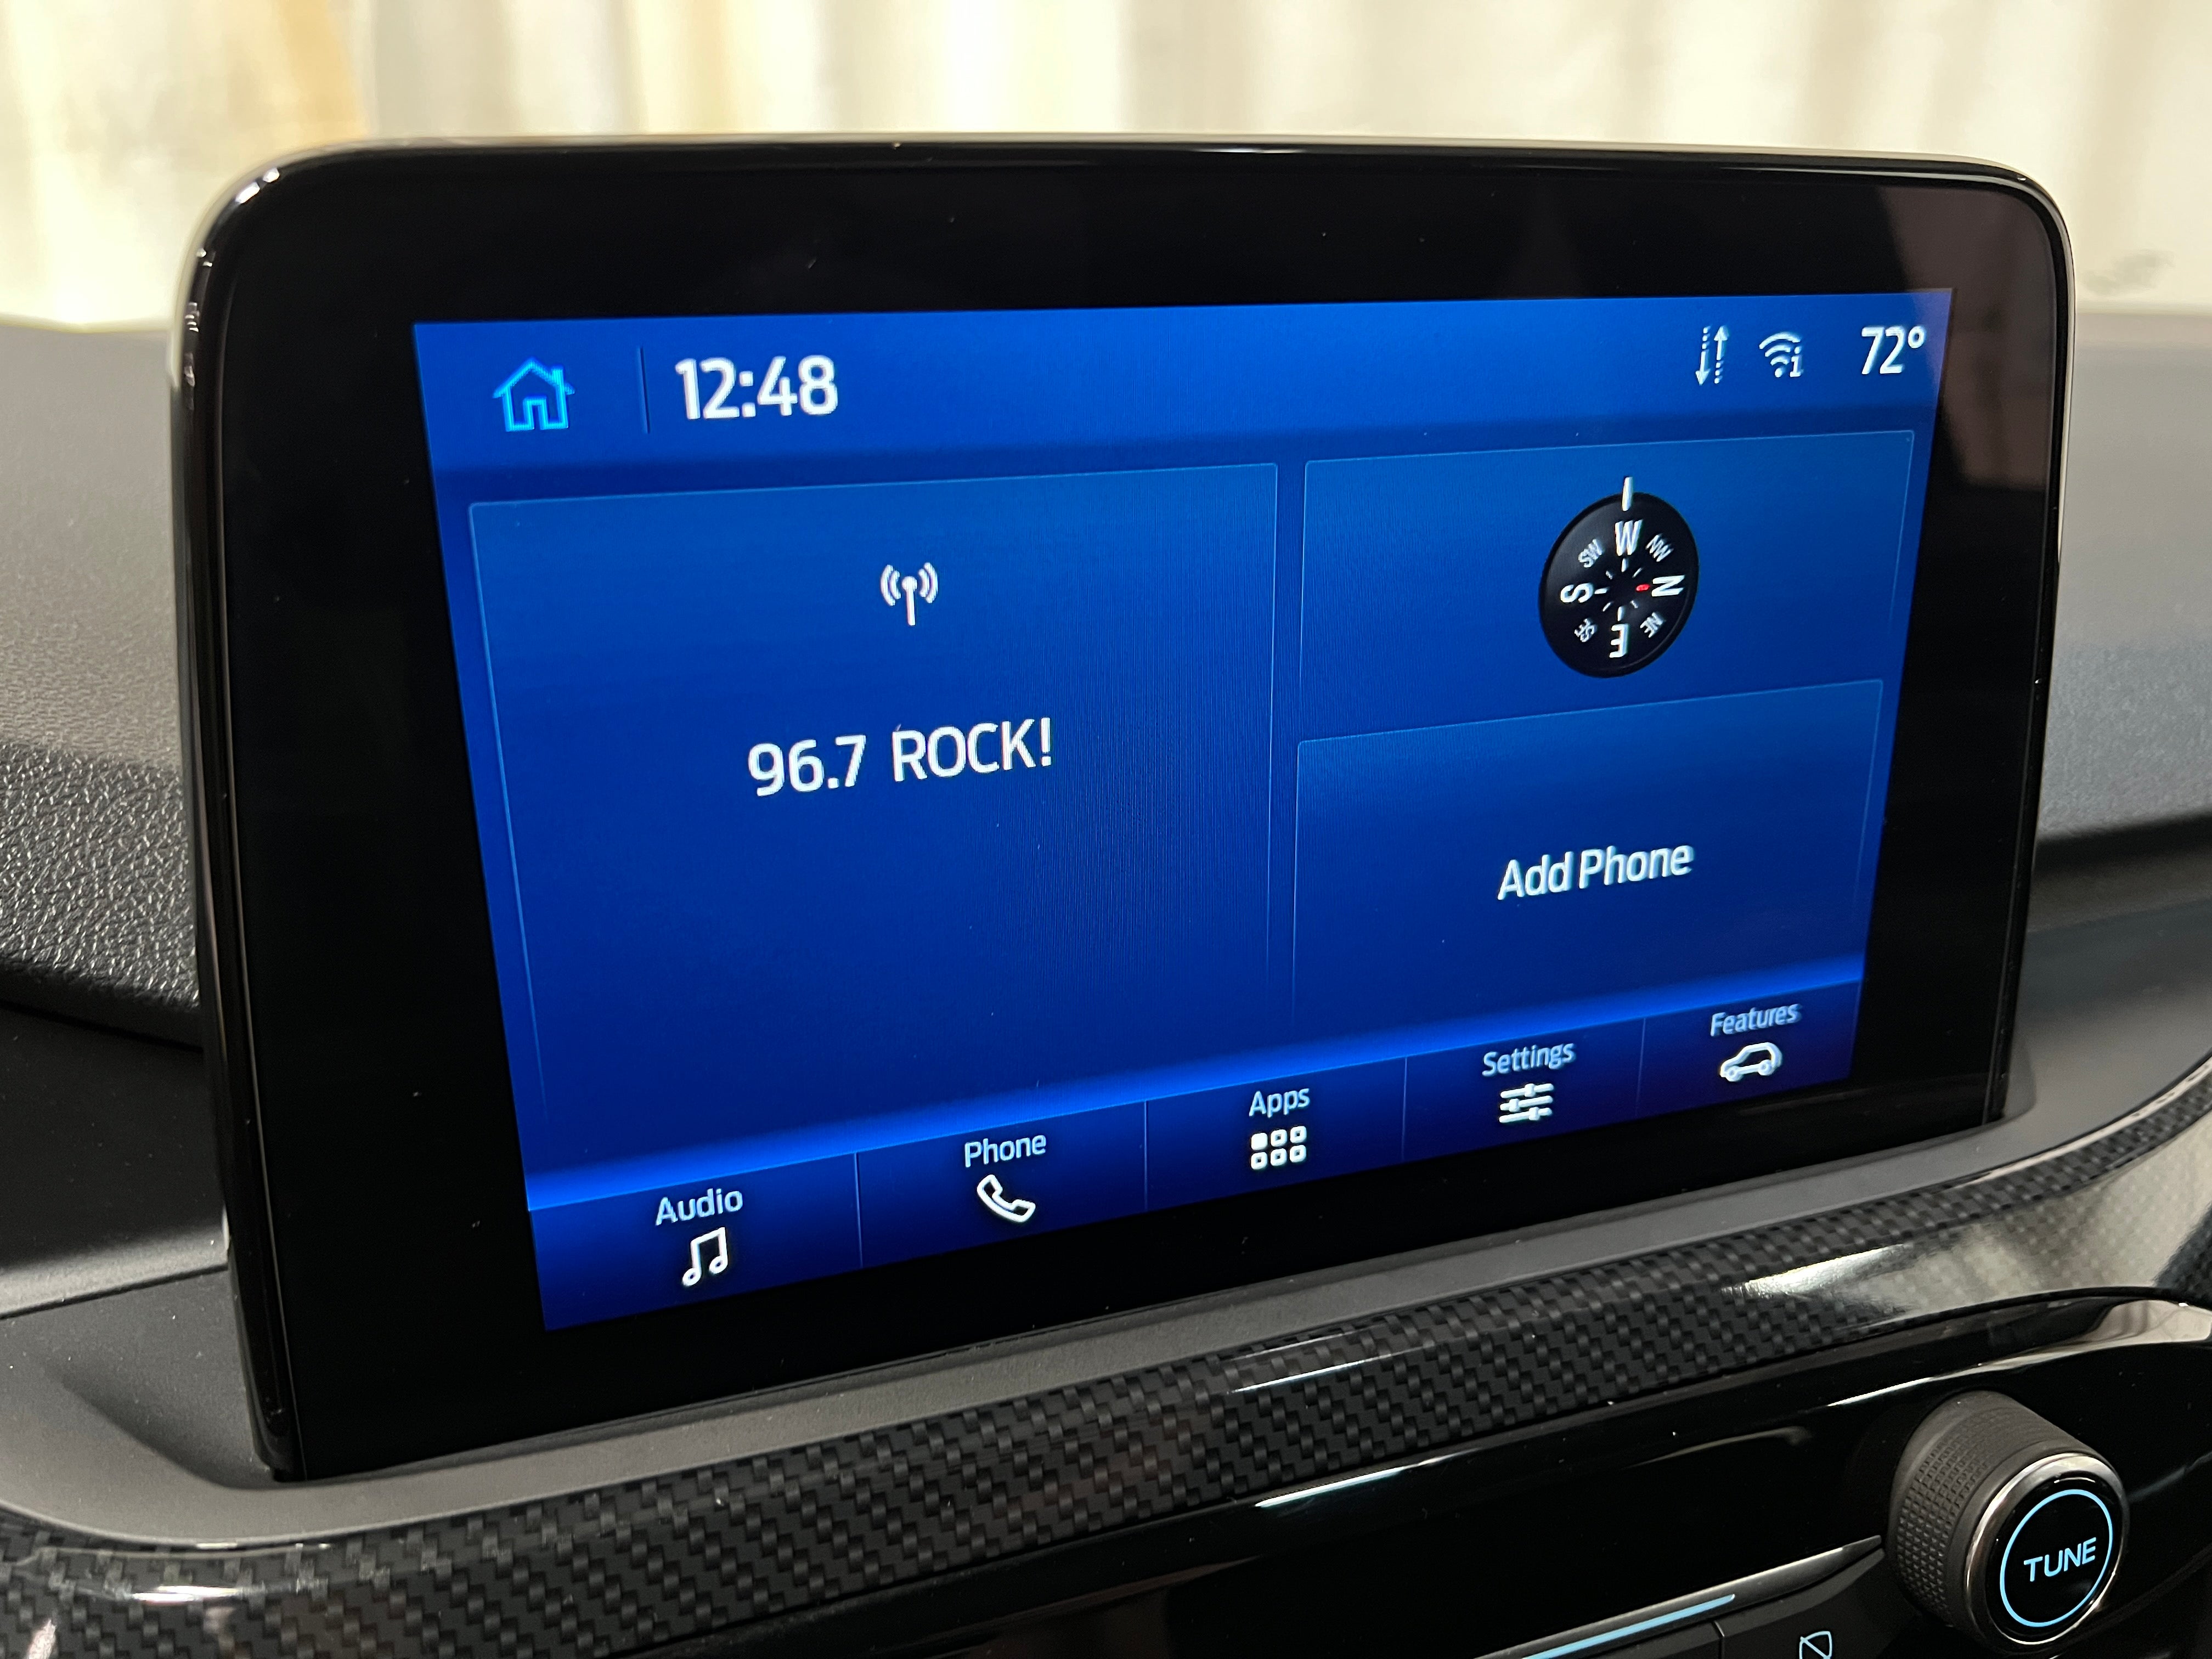 12:48
72°
W
SW
NW
S
N
SE
NE
E
96.7 ROCK!
Add Phone
Audio
Phone
Apps
Settings
Features
TUNE